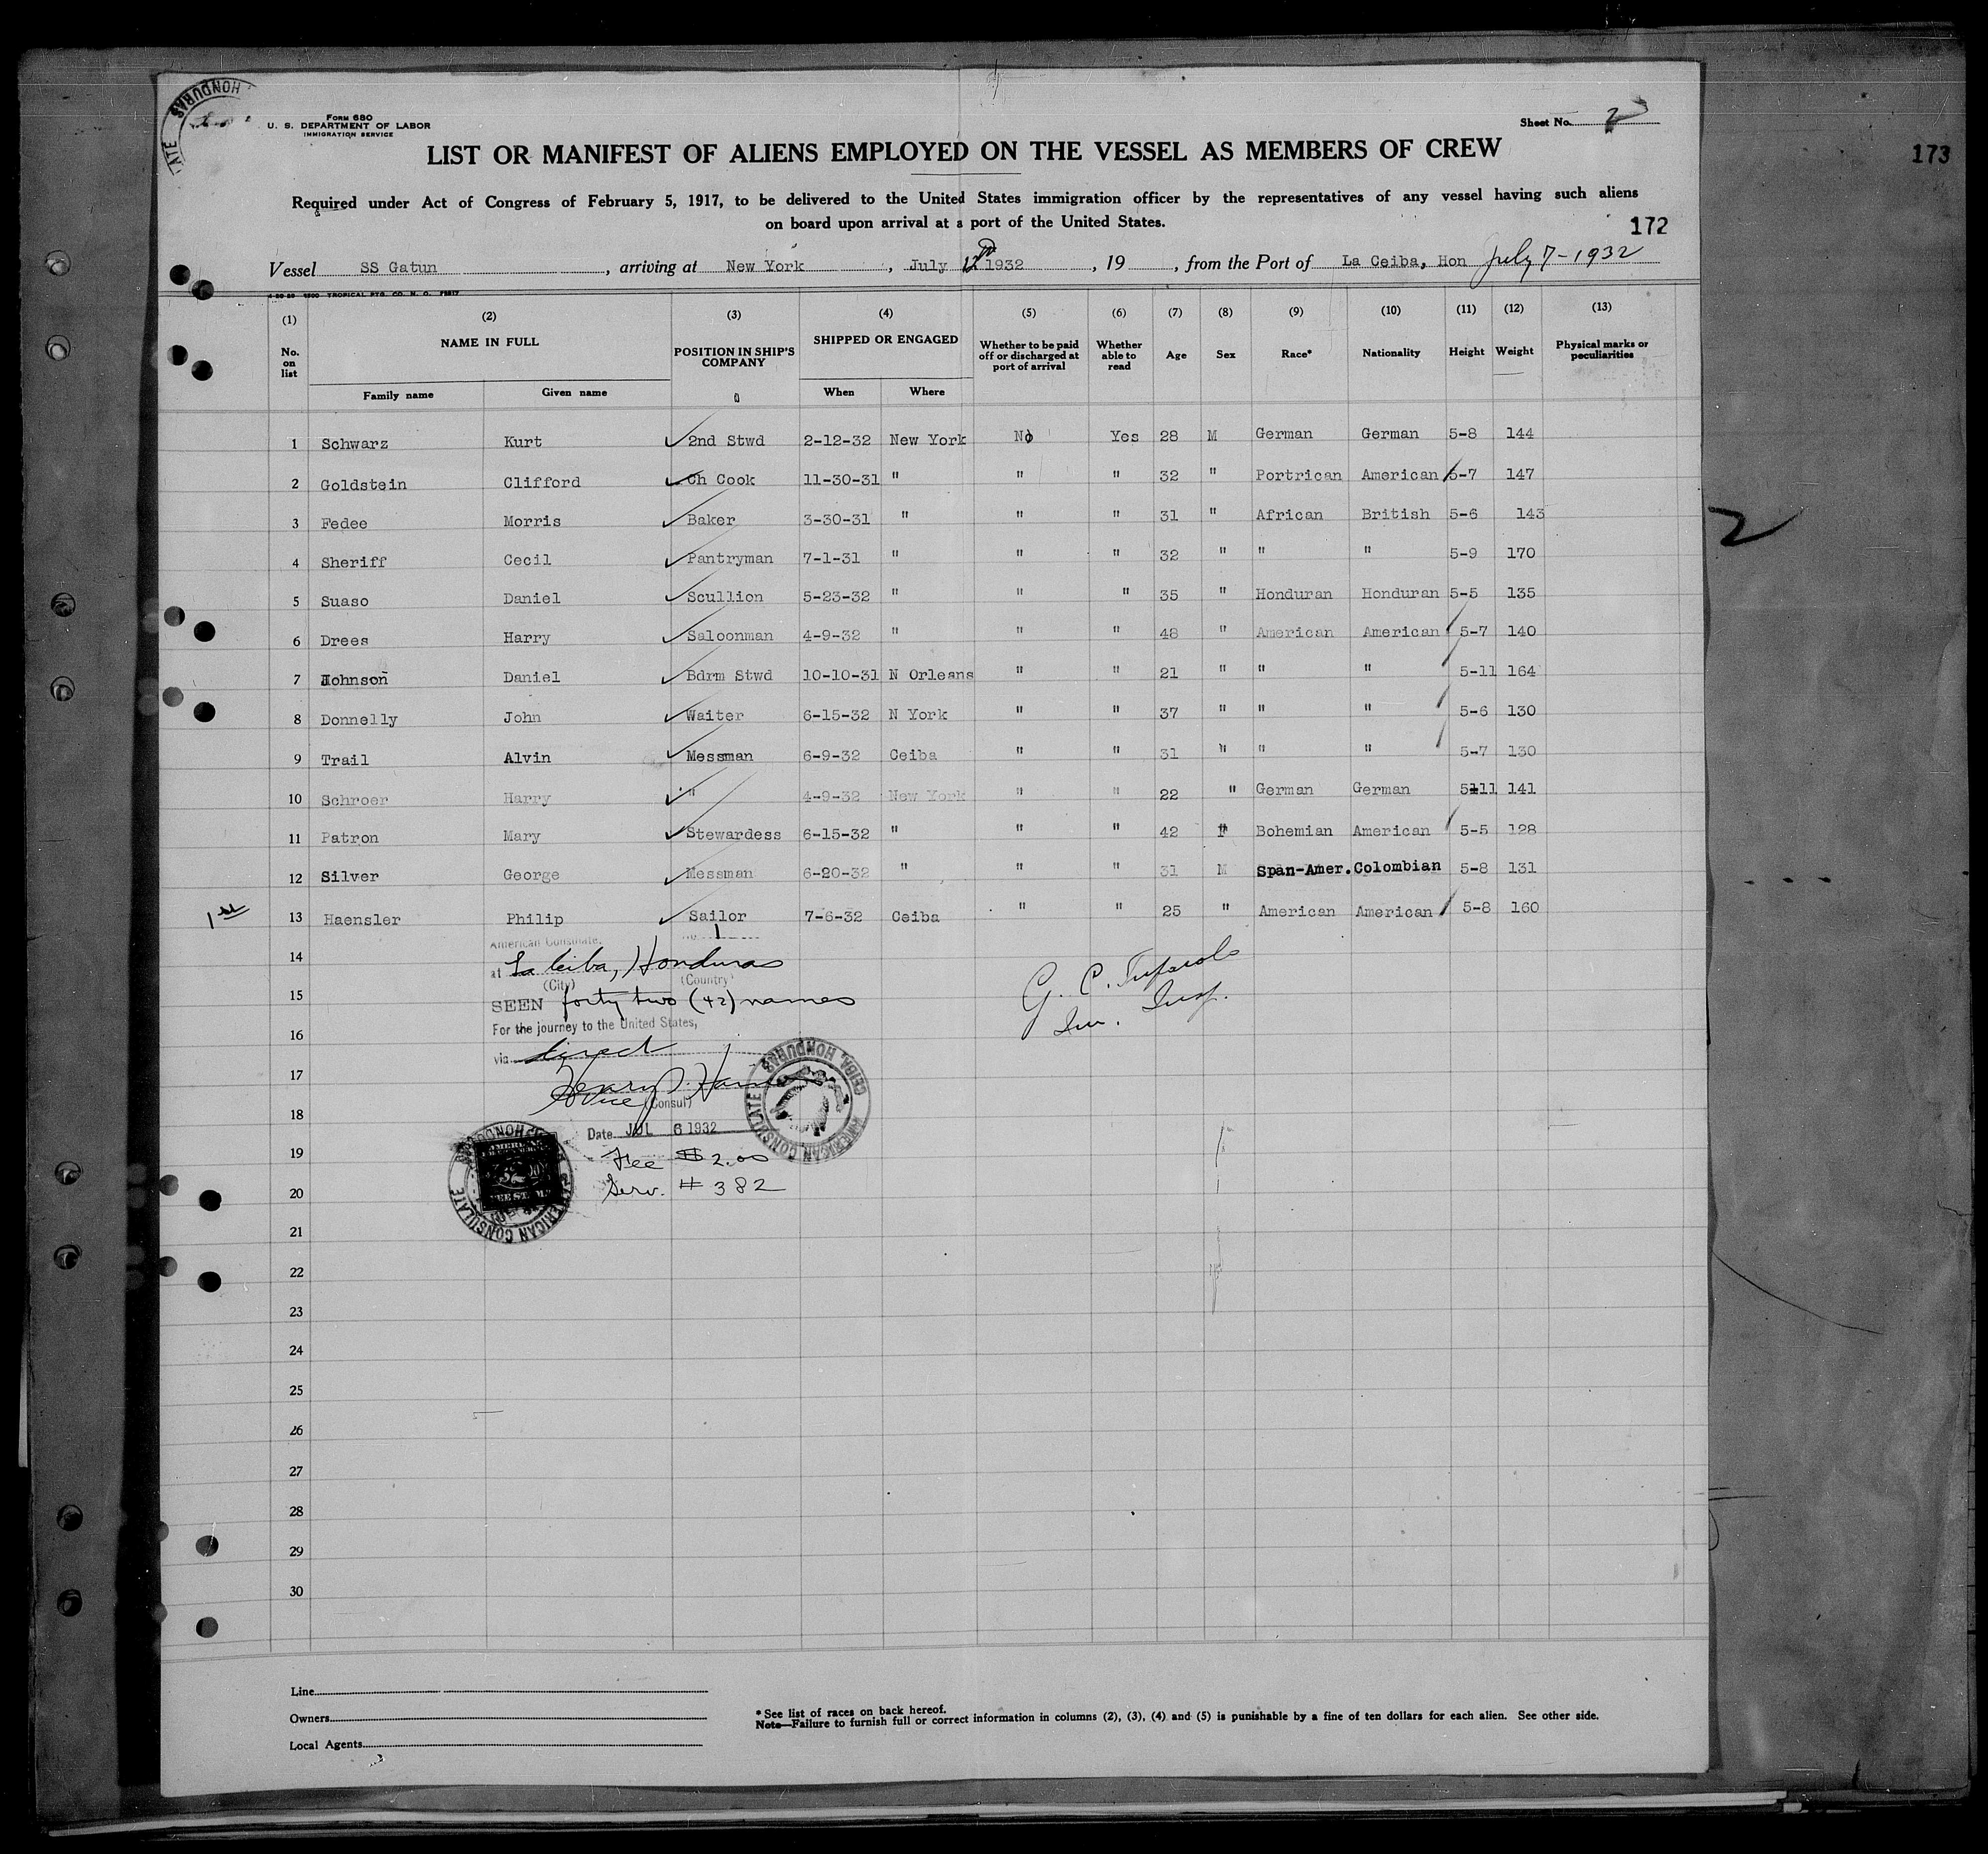 HONDURAS
ATE
Form 680
U. S. DEPARTMENT OF LABOR
IMMIGRATION SERVICE
Sheet No. 2
LIST OR MANIFEST OF ALIENS EMPLOYED ON THE VESSEL AS MEMBERS OF CREW
173
Required under Act of Congress of February 5, 1917, to be delivered to the United States immigration officer by the representatives of any vessel having such aliens
on board upon arrival at a port of the United States.
172
Vessel SS Gatun, arriving at New York, July 12th 1932, 19, from the Port of La Ceiba, Hon July 7-1932
(1) (2) (3) (4) (5) (6) (7) (8) (9) (10) (11) (12) (13)
No. on list NAME IN FULL POSITION IN SHIP'S COMPANY SHIPPED OR ENGAGED Whether to be paid off or discharged at port of arrival Whether able to read Age Sex Race* Nationality Height Weight Physical marks or peculiarities
Family name Given name When Where
1 Schwarz Kurt 2nd Stwd 2-12-32 New York No Yes 28 M German German 5-8 144
2 Goldstein Clifford Ch Cook 11-30-31 " " " 32 " Portrican American 5-7 147
3 Fedee Morris Baker 3-30-31 " " " 31 " African British 5-6 143
4 Sheriff Cecil Pantryman 7-1-31 " " " 32 " " " 5-9 170
5 Suaso Daniel Scullion 5-23-32 " " " 35 " Honduran Honduran 5-5 135
6 Drees Harry Saloonman 4-9-32 " " " 48 " American American 5-7 140
7 Johnson Daniel Bdrm Stwd 10-10-31 N Orleans " " 21 " " " 5-11 164
8 Donnelly John Waiter 6-15-32 N York " " 37 " " " 5-6 130
9 Trail Alvin Messman 6-9-32 Ceiba " " 31 " " " 5-7 130
10 Schroer Harry " 4-9-32 New York " " 22 " German German 5-11 141
11 Patron Mary Stewardess 6-15-32 " " " 42 F Bohemian American 5-5 128
12 Silver George Messman 6-20-32 " " " 31 M Span-Amer. Colombian 5-8 131
1st 13 Haensler Philip Sailor 7-6-32 Ceiba " " 25 " American American 5-8 160
2
American Consulate, No. 1
14
at La Ceiba, Honduras
(City) (Country)
15
SEEN forty two (42) names
For the journey to the United States,
16
via direct
17
Vice (Consul)
18
Date JUL 6 1932
19
Fee $2.00
20
Serv. # 382
AMERICAN CONSULATE CEIBA, HONDURAS
AMERICAN CONSULATE
G. C.
Im. Insp.
21
22
23
24
25
26
27
28
29
30
Line
Owners
Local Agents
* See list of races on back hereof.
Note—Failure to furnish full or correct information in columns (2), (3), (4) and (5) is punishable by a fine of ten dollars for each alien. See other side.